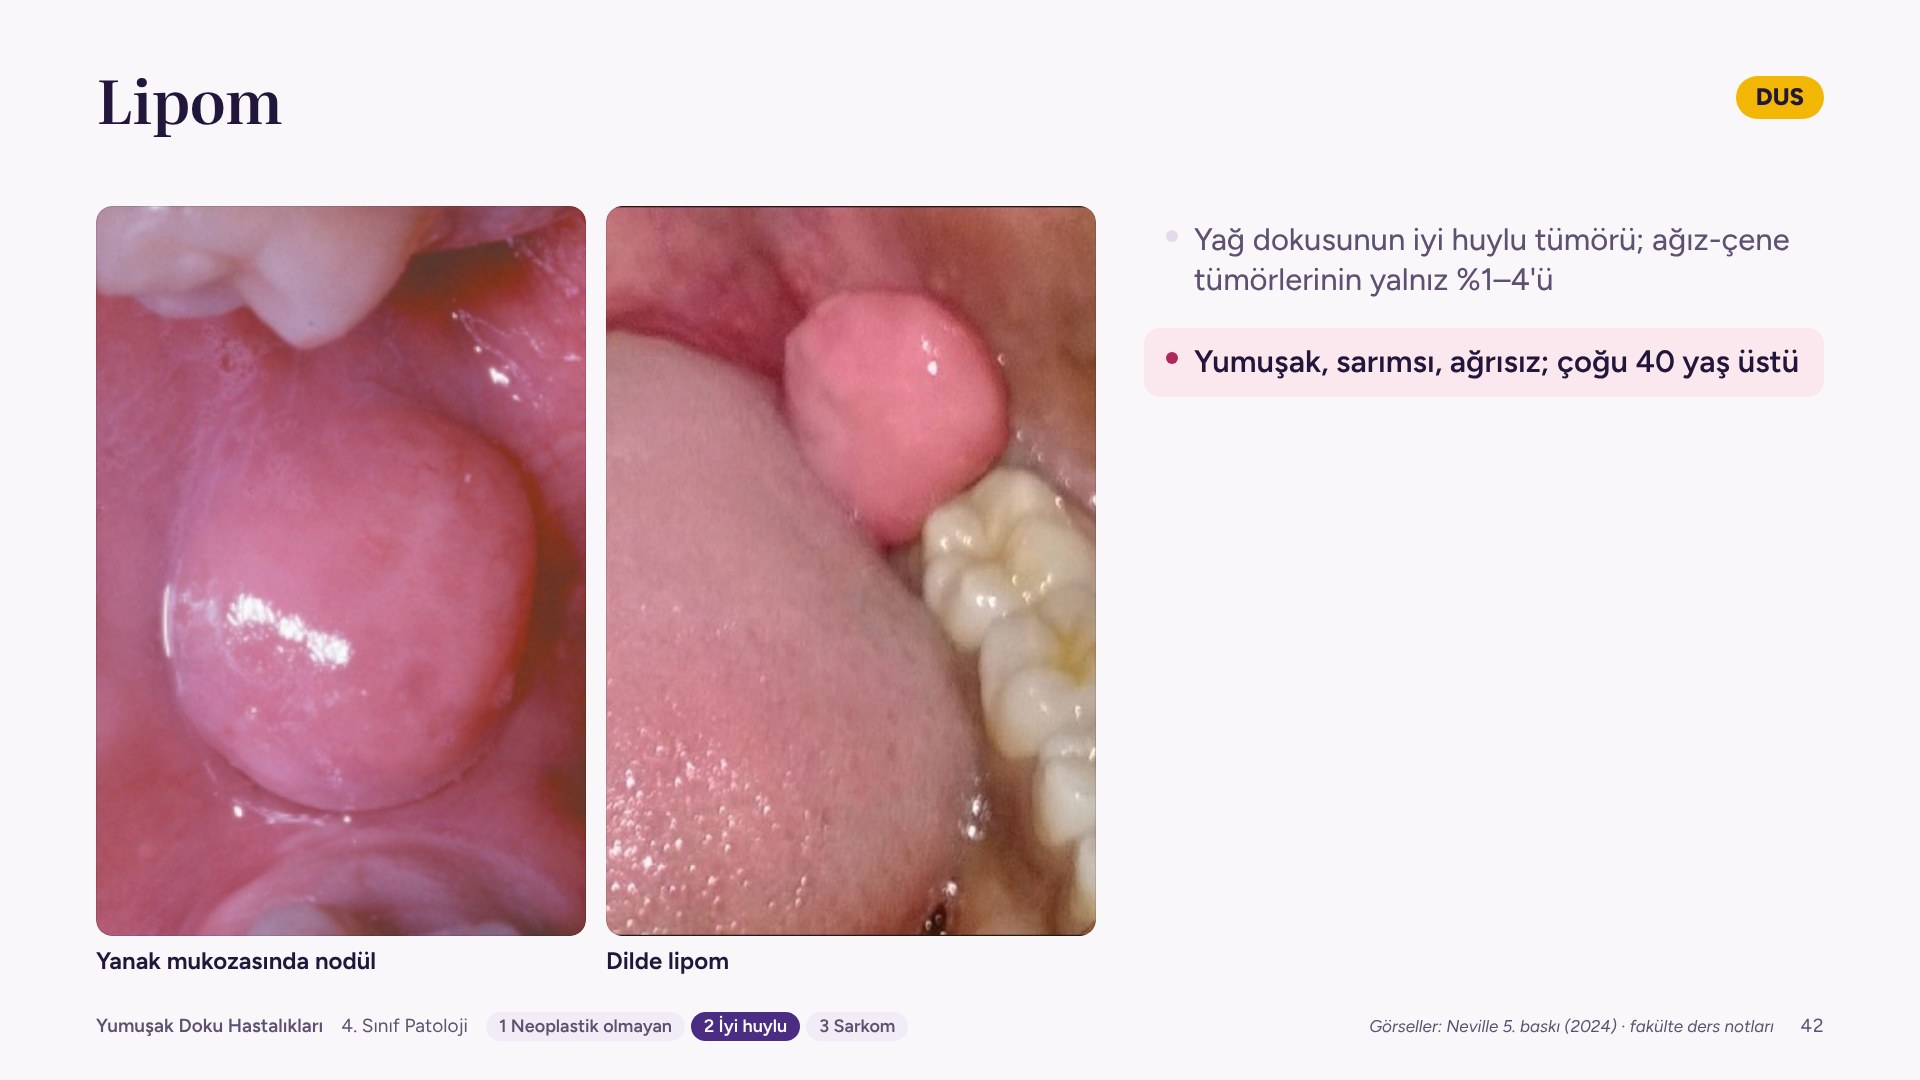 Lipom
DUS
Yağ dokusunun iyi huylu tümörü; ağız-çene
tümörlerinin yalnız %1–4'ü
Yumuşak, sarımsı, ağrısız; çoğu 40 yaş üstü
Yanak mukozasında nodül
Dilde lipom
Yumuşak Doku Hastalıkları 4. Sınıf Patoloji 1 Neoplastik olmayan 2 İyi huylu 3 Sarkom
Görseller: Neville 5. baskı (2024) · fakülte ders notları 42